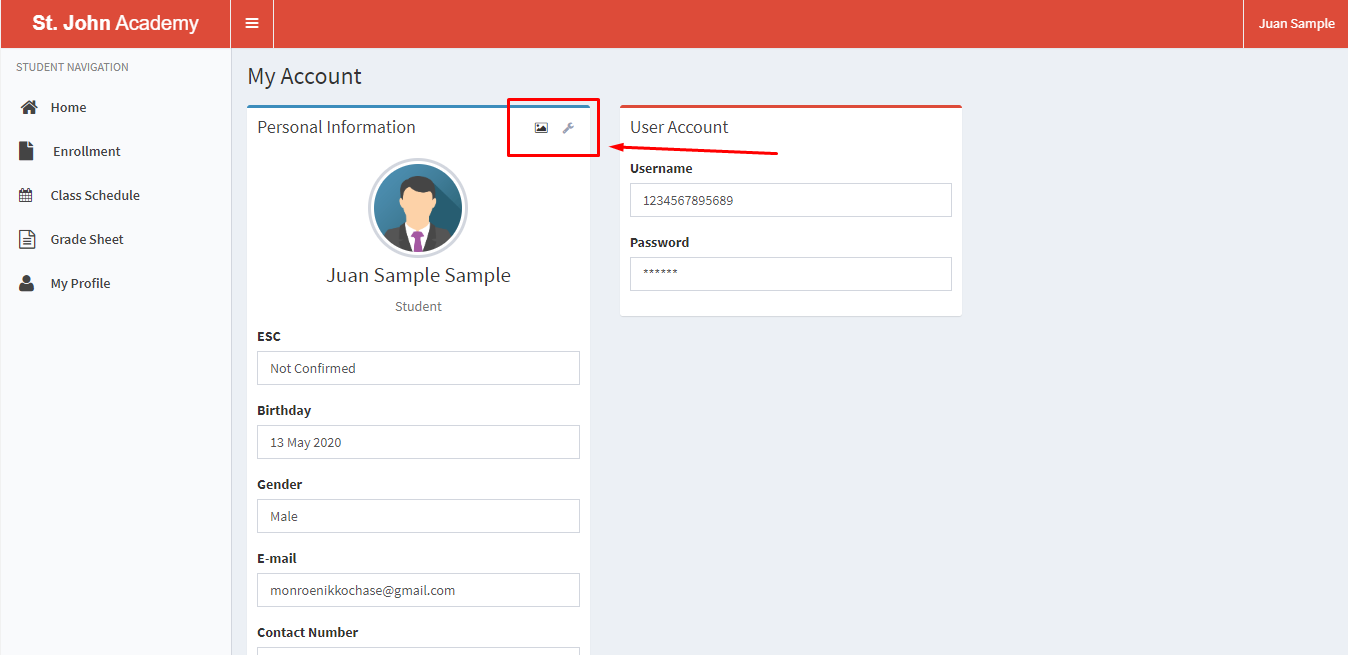 St. John Academy
Juan Sample
STUDENT NAVIGATION
Home
Enrollment
Class Schedule
Grade Sheet
My Profile
My Account
Personal Information
Juan Sample Sample
Student
ESC
Not Confirmed
Birthday
13 May 2020
Gender
Male
E-mail
monroenikkochase@gmail.com
Contact Number
User Account
Username
1234567895689
Password
******